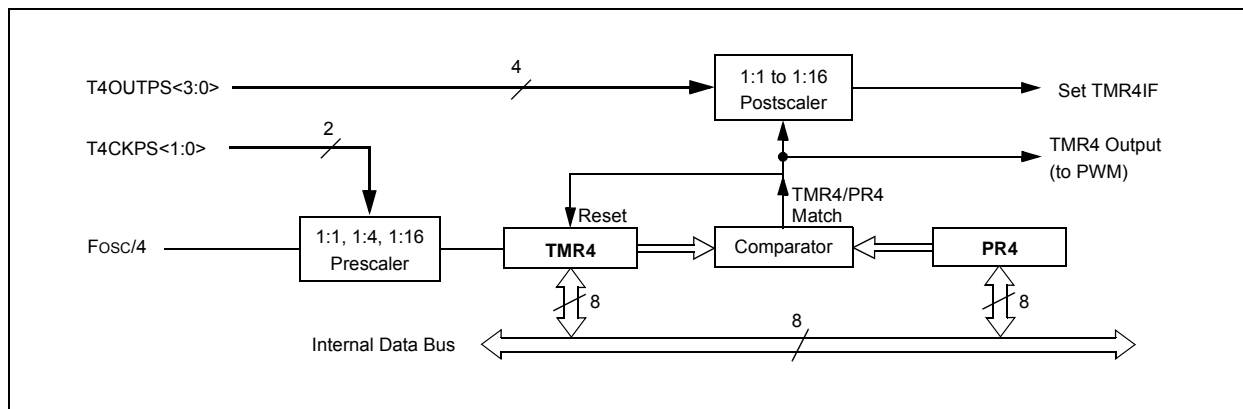 T4OUTPS<3:0>
4
1:1 to 1:16
Postscaler
Set TMR4IF
T4CKPS<1:0>
2
TMR4 Output
(to PWM)
TMR4/PR4
Match
Reset
FOSC/4
1:1, 1:4, 1:16
Prescaler
TMR4
Comparator
PR4
8
8
8
Internal Data Bus